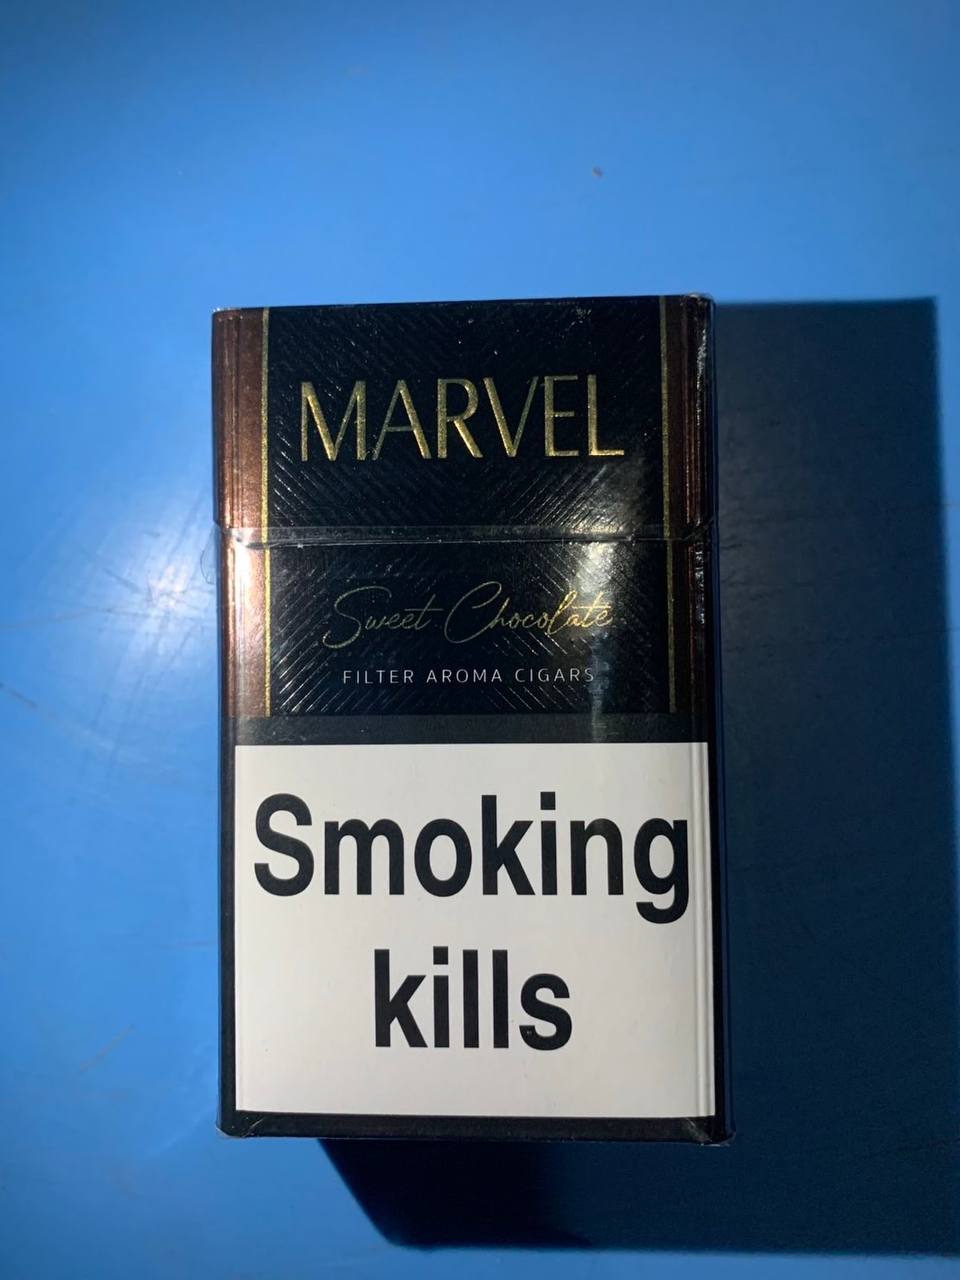 MARVEL
Sweet Chocolate
FILTER AROMA CIGARS
Smoking
kills